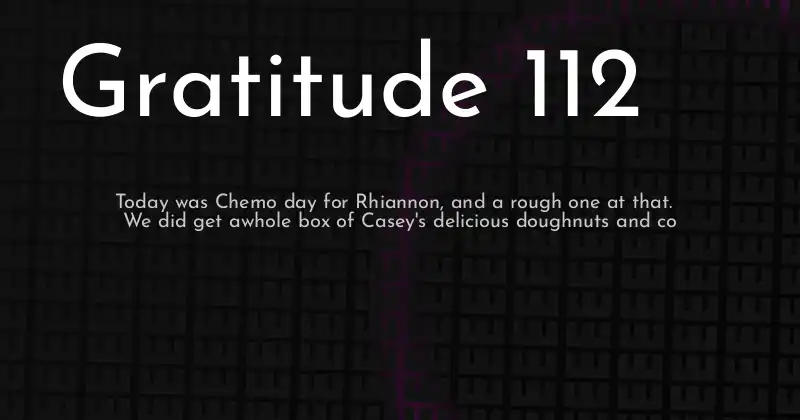 Gratitude 112
Today was Chemo day for Rhiannon, and a rough one at that.
We did get awhole box of Casey's delicious doughnuts and co